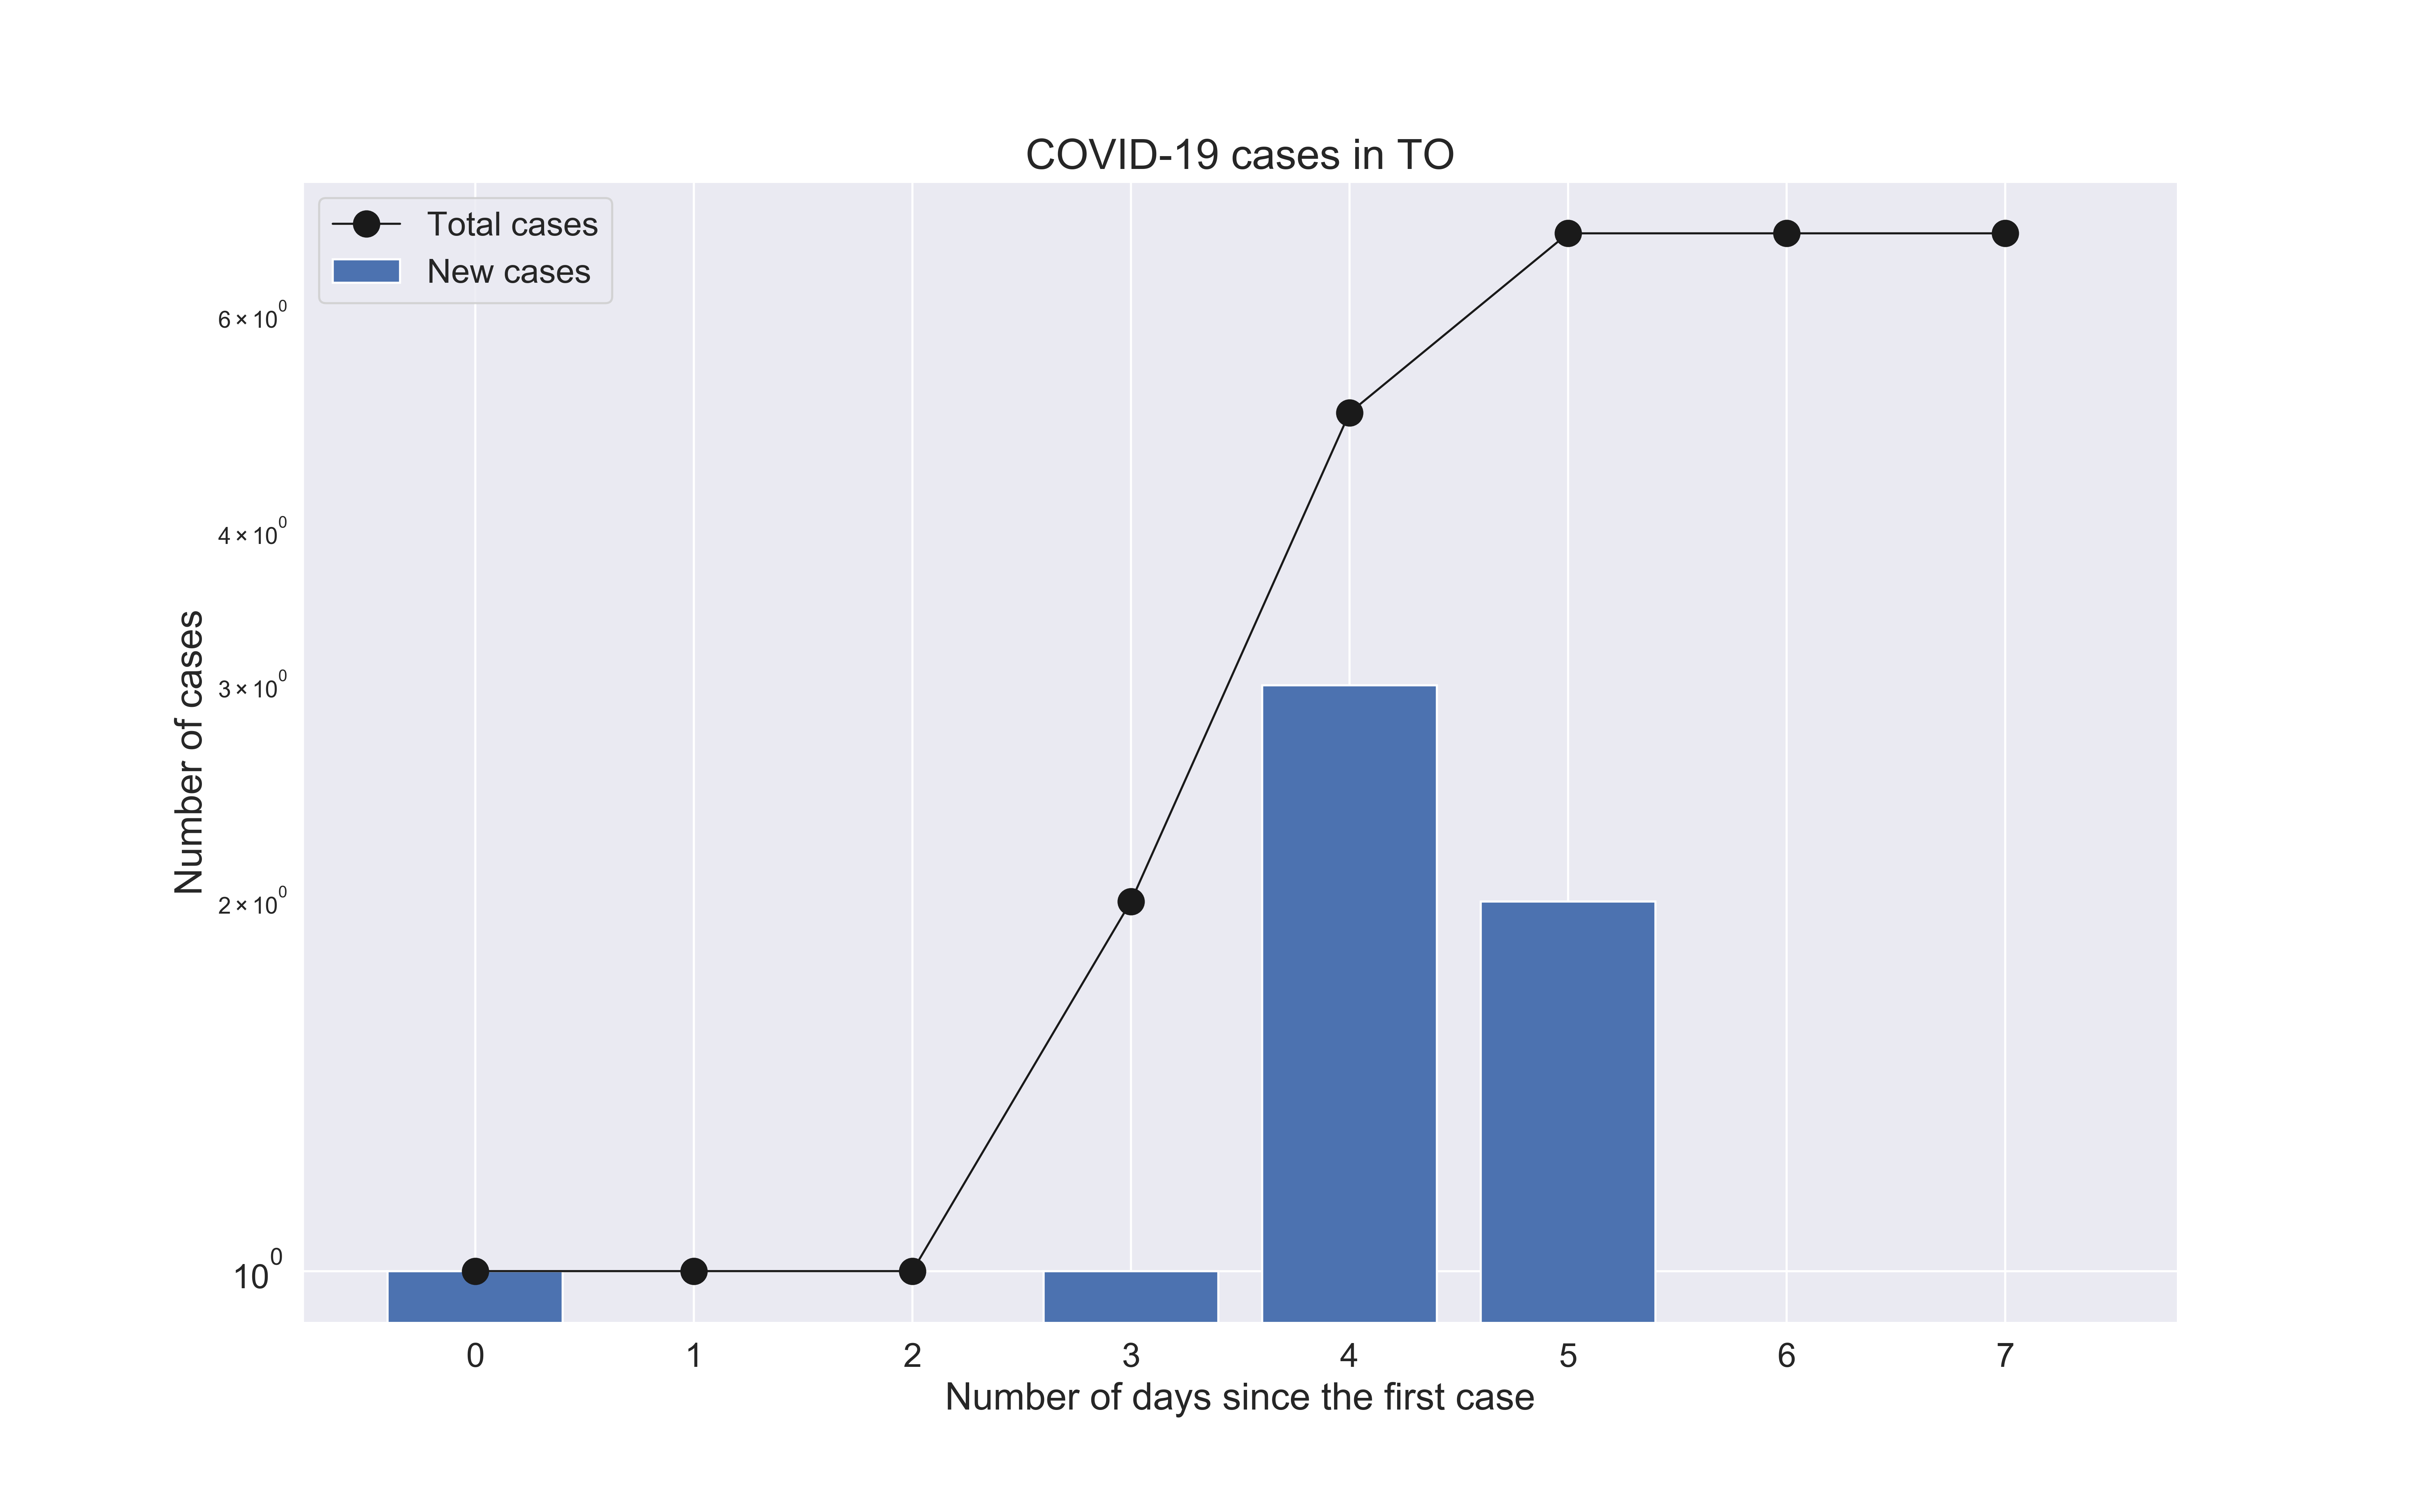 COVID-19 cases in TO
Total cases
New cases
6 × 10⁰
4 × 10⁰
3 × 10⁰
2 × 10⁰
10⁰
Number of cases
0 1 2 3 4 5 6 7
Number of days since the first case